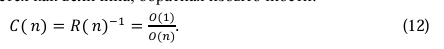 C(n) = R(n)⁻¹ = O(1)/O(n). (12)